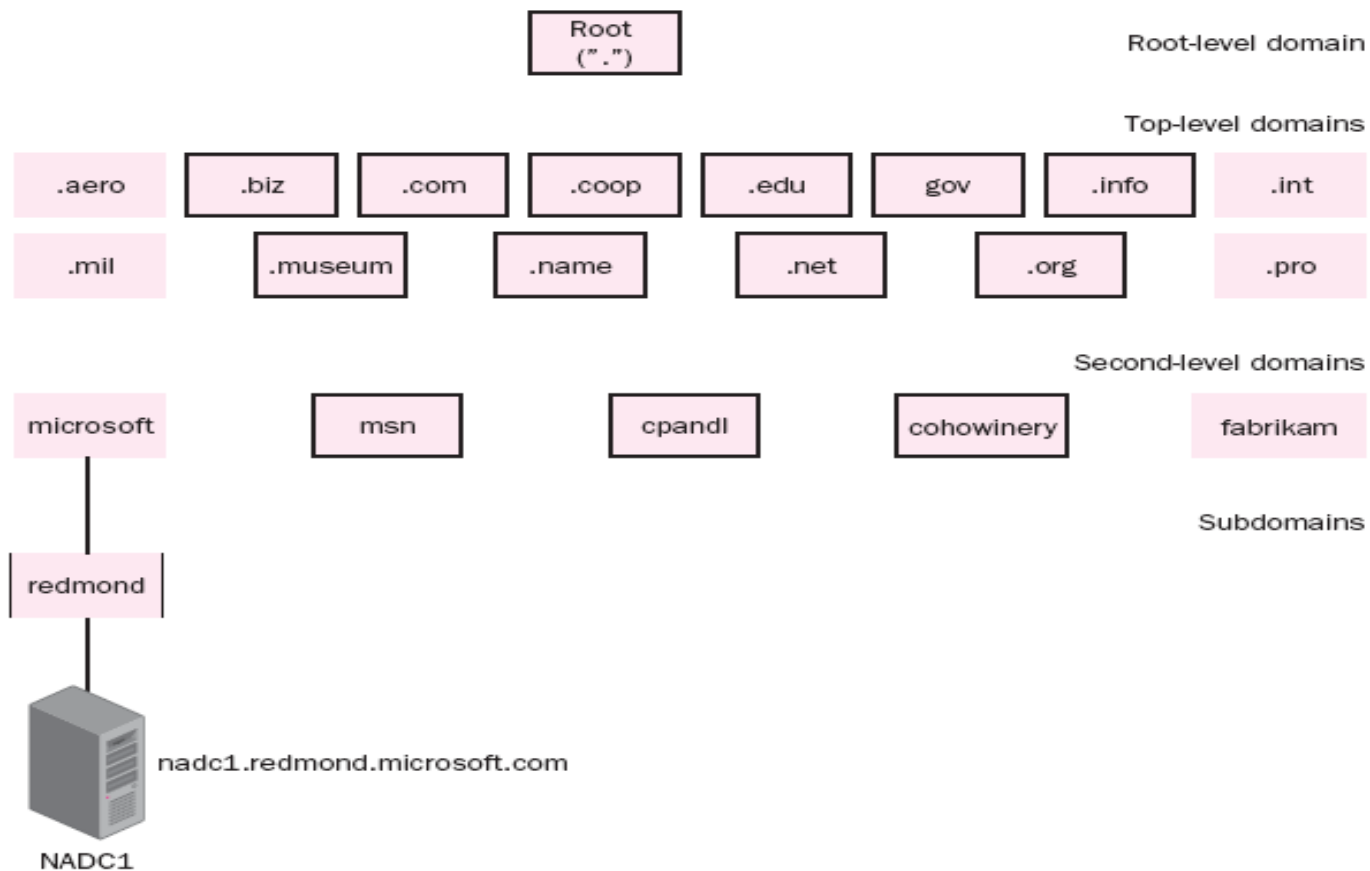 Root
(".")
Root-level domain
Top-level domains
.aero
.biz
.com
.coop
.edu
gov
.info
.int
.mil
.museum
.name
.net
.org
.pro
Second-level domains
microsoft
msn
cpandl
cohowinery
fabrikam
Subdomains
redmond
nadc1.redmond.microsoft.com
NADC1